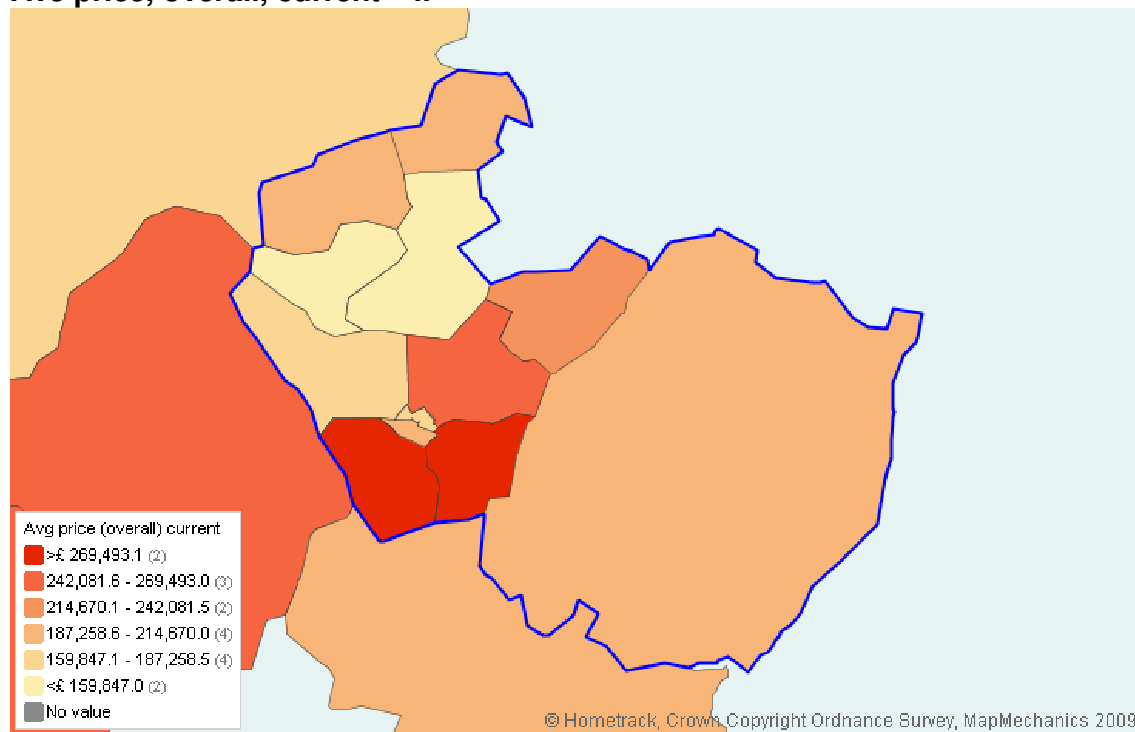 Avg price (overall) current
>£ 269,493.1 (2)
242,081.6 - 269,493.0 (3)
214,670.1 - 242,081.5 (2)
187,258.6 - 214,670.0 (4)
159,847.1 - 187,258.5 (4)
<£ 159,847.0 (2)
No value
© Hometrack, Crown Copyright Ordnance Survey, MapMechanics 2009